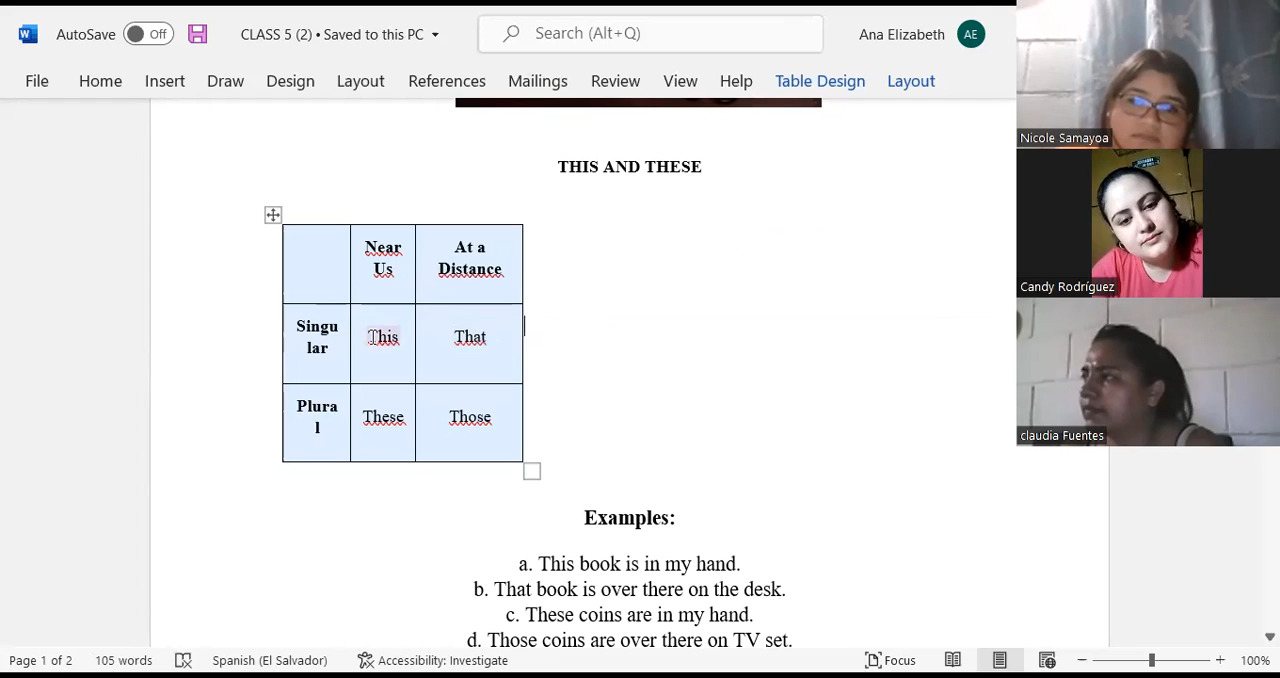 AutoSave Off CLASS 5 (2) • Saved to this PC Search (Alt+Q) Ana Elizabeth AE
File Home Insert Draw Design Layout References Mailings Review View Help Table Design Layout
Nicole Samayoa
THIS AND THESE
Near
Us
At a
Distance
Singu
lar
This
That
Plura
l
These
Those
Candy Rodríguez
claudia Fuentes
Examples:
a. This book is in my hand.
b. That book is over there on the desk.
c. These coins are in my hand.
d. Those coins are over there on TV set.
Page 1 of 2 105 words Spanish (El Salvador) Accessibility: Investigate Focus 100%